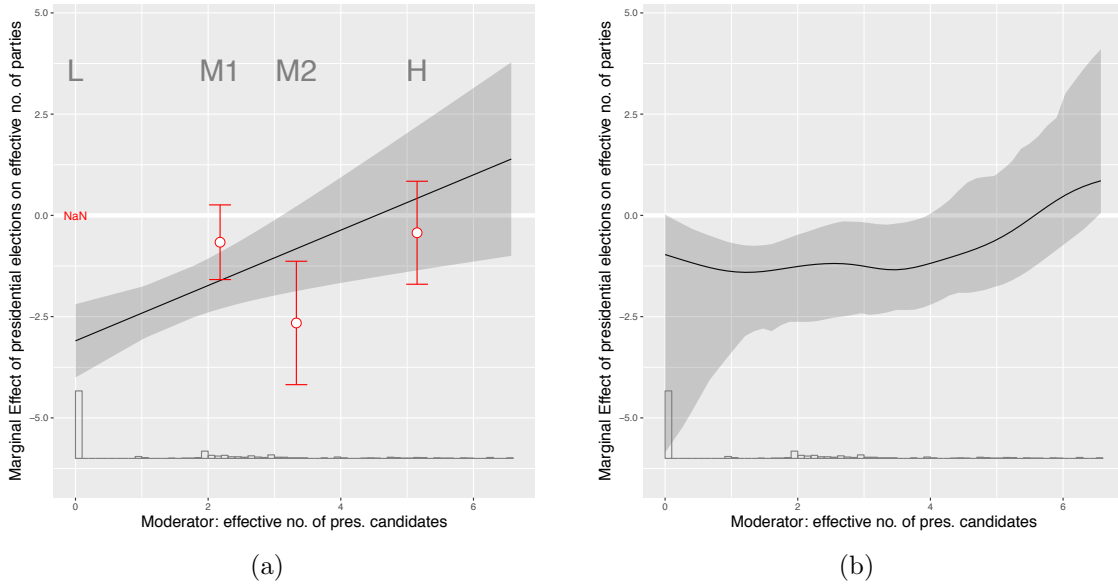 Marginal Effect of presidential elections on effective no. of parties
5.0
2.5
0.0
−2.5
−5.0
L
M1
M2
H
NaN
0
2
4
6
Moderator: effective no. of pres. candidates
(a)
Marginal Effect of presidential elections on effective no. of parties
5.0
2.5
0.0
−2.5
−5.0
0
2
4
6
Moderator: effective no. of pres. candidates
(b)